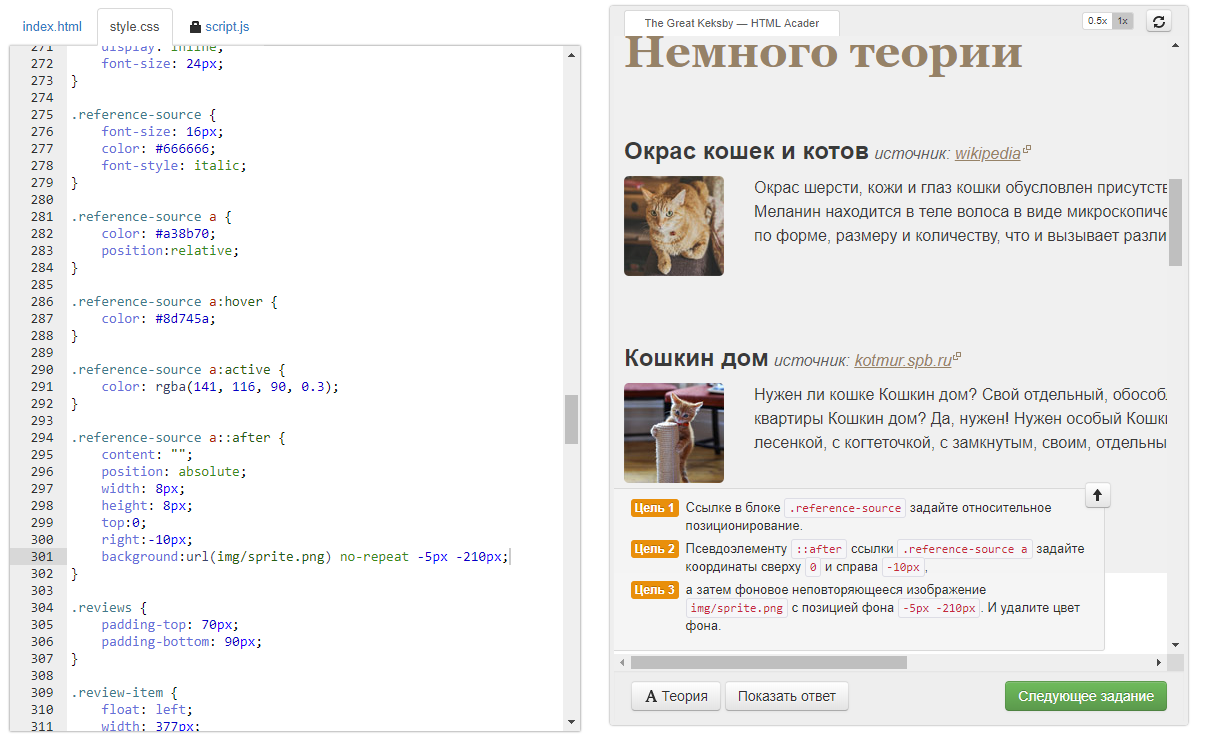 index.html style.css script.js
271 display: inline;
272 font-size: 24px;
273 }
274
275 .reference-source {
276 font-size: 16px;
277 color: #666666;
278 font-style: italic;
279 }
280
281 .reference-source a {
282 color: #a38b70;
283 position:relative;
284 }
285
286 .reference-source a:hover {
287 color: #8d745a;
288 }
289
290 .reference-source a:active {
291 color: rgba(141, 116, 90, 0.3);
292 }
293
294 .reference-source a::after {
295 content: "";
296 position: absolute;
297 width: 8px;
298 height: 8px;
299 top:0;
300 right:-10px;
301 background:url(img/sprite.png) no-repeat -5px -210px;
302 }
303
304 .reviews {
305 padding-top: 70px;
306 padding-bottom: 90px;
307 }
308
309 .review-item {
310 float: left;
311 width: 377px;
The Great Keksby — HTML Acader
0.5x 1x
Немного теории
Окрас кошек и котов источник: wikipedia
Окрас шерсти, кожи и глаз кошки обусловлен присутств
Меланин находится в теле волоса в виде микроскопиче
по форме, размеру и количеству, что и вызывает разли
Кошкин дом источник: kotmur.spb.ru
Нужен ли кошке Кошкин дом? Свой отдельный, обособл
квартиры Кошкин дом? Да, нужен! Нужен особый Кошки
лесенкой, с когтеточкой, с замкнутым, своим, отдельны
Цель 1 Ссылке в блоке .reference-source задайте относительное
позиционирование.
Цель 2 Псевдоэлементу ::after ссылки .reference-source a задайте
координаты сверху 0 и справа -10px,
Цель 3 а затем фоновое неповторяющееся изображение
img/sprite.png с позицией фона -5px -210px. И удалите цвет
фона.
A Теория Показать ответ Следующее задание